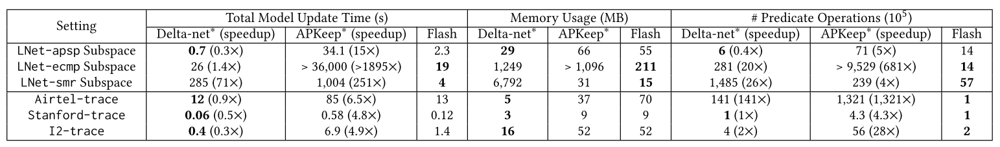 Setting Total Model Update Time (s) Memory Usage (MB) # Predicate Operations (10⁵)
Delta-net* (speedup) APKeep* (speedup) Flash Delta-net* APKeep* Flash Delta-net* (speedup) APKeep* (speedup) Flash
LNet-apsp Subspace 0.7 (0.3×) 34.1 (15×) 2.3 29 66 55 6 (0.4×) 71 (5×) 14
LNet-ecmp Subspace 26 (1.4×) > 36,000 (>1895×) 19 1,249 > 1,096 211 281 (20×) > 9,529 (681×) 14
LNet-smr Subspace 285 (71×) 1,004 (251×) 4 6,792 31 15 1,485 (26×) 239 (4×) 57
Airtel-trace 12 (0.9×) 85 (6.5×) 13 5 37 70 141 (141×) 1,321 (1,321×) 1
Stanford-trace 0.06 (0.5×) 0.58 (4.8×) 0.12 3 9 9 1 (1×) 4.3 (4.3×) 1
I2-trace 0.4 (0.3×) 6.9 (4.9×) 1.4 16 52 52 4 (2×) 56 (28×) 2